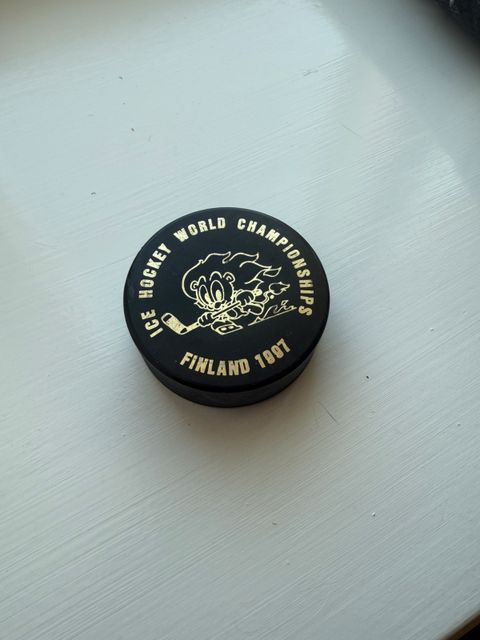 ICE HOCKEY WORLD CHAMPIONSHIPS
FINLAND 1997